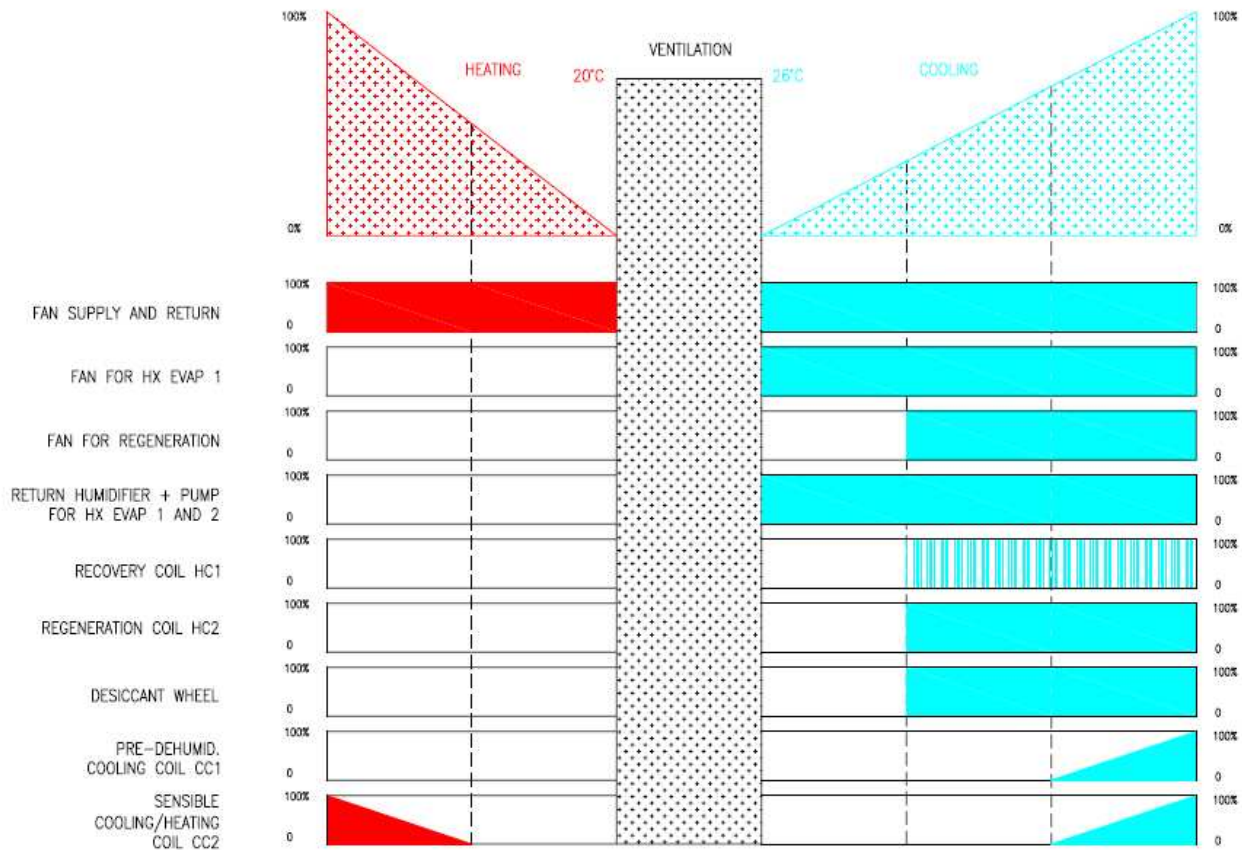 100%
100%
VENTILATION
HEATING
20°C
26°C
COOLING
0%
0%
FAN SUPPLY AND RETURN
100%
0
100%
0
FAN FOR HX EVAP 1
100%
0
100%
0
FAN FOR REGENERATION
100%
0
100%
0
RETURN HUMIDIFIER + PUMP
FOR HX EVAP 1 AND 2
100%
0
100%
0
RECOVERY COIL HC1
100%
0
100%
0
REGENERATION COIL HC2
100%
0
100%
0
DESICCANT WHEEL
100%
0
100%
0
PRE-DEHUMID.
COOLING COIL CC1
100%
0
100%
0
SENSIBLE
COOLING/HEATING
COIL CC2
100%
0
100%
0